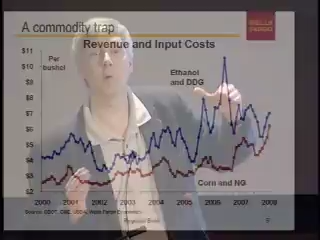 A commodity trap
WELLS
FARGO
Revenue and Input Costs
$11
Per
bushel
$10
$9
Ethanol
and DDG
$8
$7
$6
$5
$4
$3
Corn and NG
$2
2000 2001 2002 2003 2004 2005 2006 2007 2008